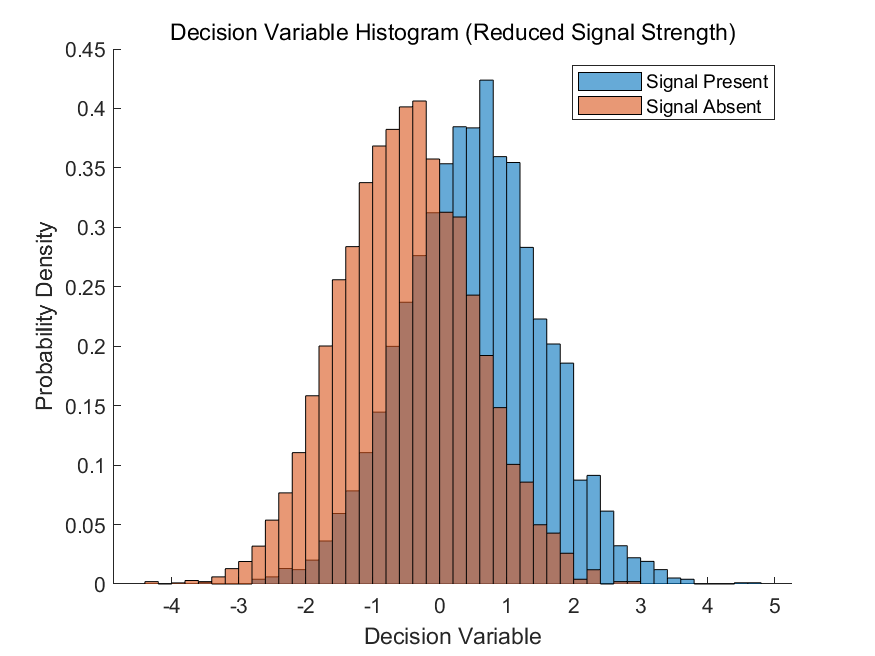 Decision Variable Histogram (Reduced Signal Strength)
Signal Present
Signal Absent
0.45
0.4
0.35
0.3
0.25
0.2
0.15
0.1
0.05
0
Probability Density
-4 -3 -2 -1 0 1 2 3 4 5
Decision Variable